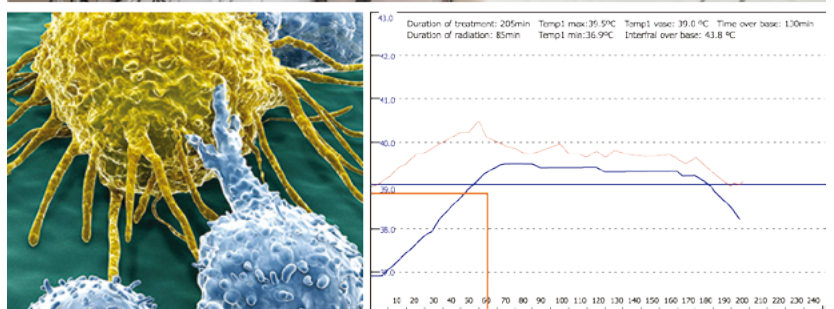 43.0
Duration of treatment: 205min Temp1 max:39.5°C Temp1 vase: 39.0 °C Time over base: 130min
Duration of radiation: 85min Temp1 min:36.9°C Interfral over base: 43.8 °C
42.0
41.0
40.0
39.0
38.0
37.0
10 20 30 40 50 60 70 80 90 100 110 120 130 140 150 160 170 180 190 200 210 220 230 240